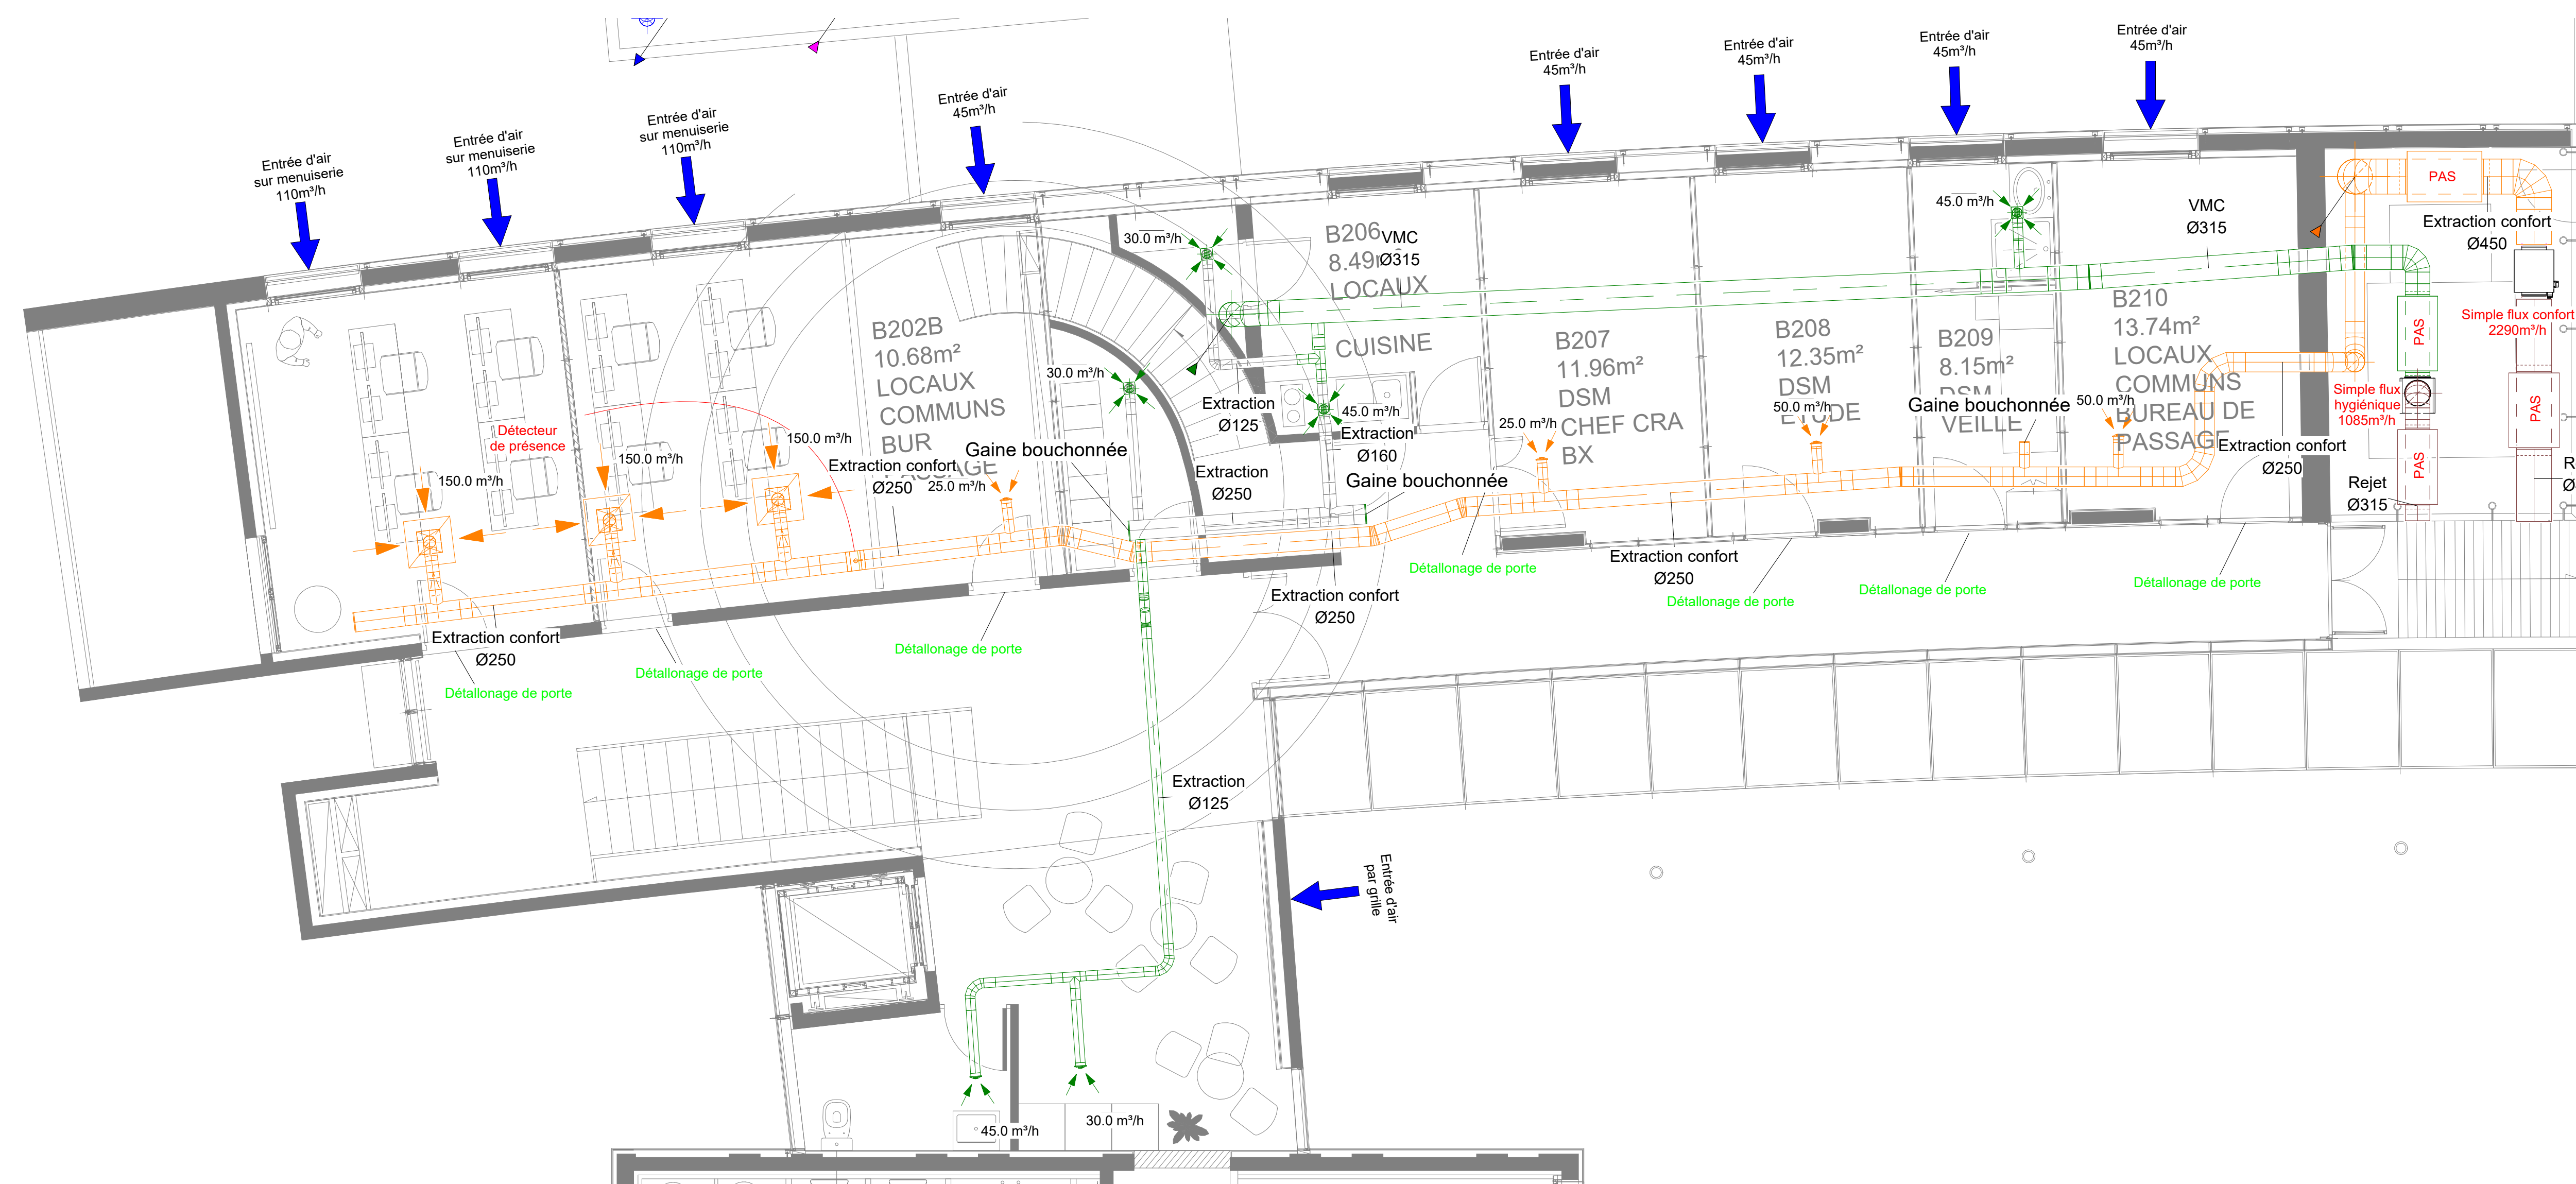 Entrée d'air
sur menuiserie
110m³/h
Entrée d'air
sur menuiserie
110m³/h
Entrée d'air
sur menuiserie
110m³/h
Entrée d'air
45m³/h
Entrée d'air
45m³/h
Entrée d'air
45m³/h
Entrée d'air
45m³/h
Entrée d'air
45m³/h
30.0 m³/h
B206
8.49m²
LOCAUX
CUISINE
VMC
Ø315
45.0 m³/h
VMC
Ø315
PAS
Extraction confort
Ø450
Simple flux confort
2290m³/h
PAS
Simple flux
hygiénique
1085m³/h
PAS
PAS
Rejet
Ø315
R
Ø
B202B
10.68m²
LOCAUX
COMMUNS
BUR
PASSAGE
B207
11.96m²
DSM
CHEF CRA
BX
B208
12.35m²
DSM
ETUDE
B209
8.15m²
DSM
VEILLE
B210
13.74m²
LOCAUX
COMMUNS
BUREAU DE
PASSAGE
30.0 m³/h
Extraction
Ø125
45.0 m³/h
Extraction
Ø160
25.0 m³/h
50.0 m³/h
Gaine bouchonnée
50.0 m³/h
Extraction confort
Ø250
Détecteur
de présence
150.0 m³/h
150.0 m³/h
150.0 m³/h
Extraction confort
Ø250
25.0 m³/h
Gaine bouchonnée
Extraction
Ø250
Gaine bouchonnée
Extraction confort
Ø250
Détallonage de porte
Détallonage de porte
Détallonage de porte
Extraction confort
Ø250
Détallonage de porte
Extraction confort
Ø250
Détallonage de porte
Détallonage de porte
Détallonage de porte
Extraction
Ø125
Entrée d'air
par grille
45.0 m³/h
30.0 m³/h